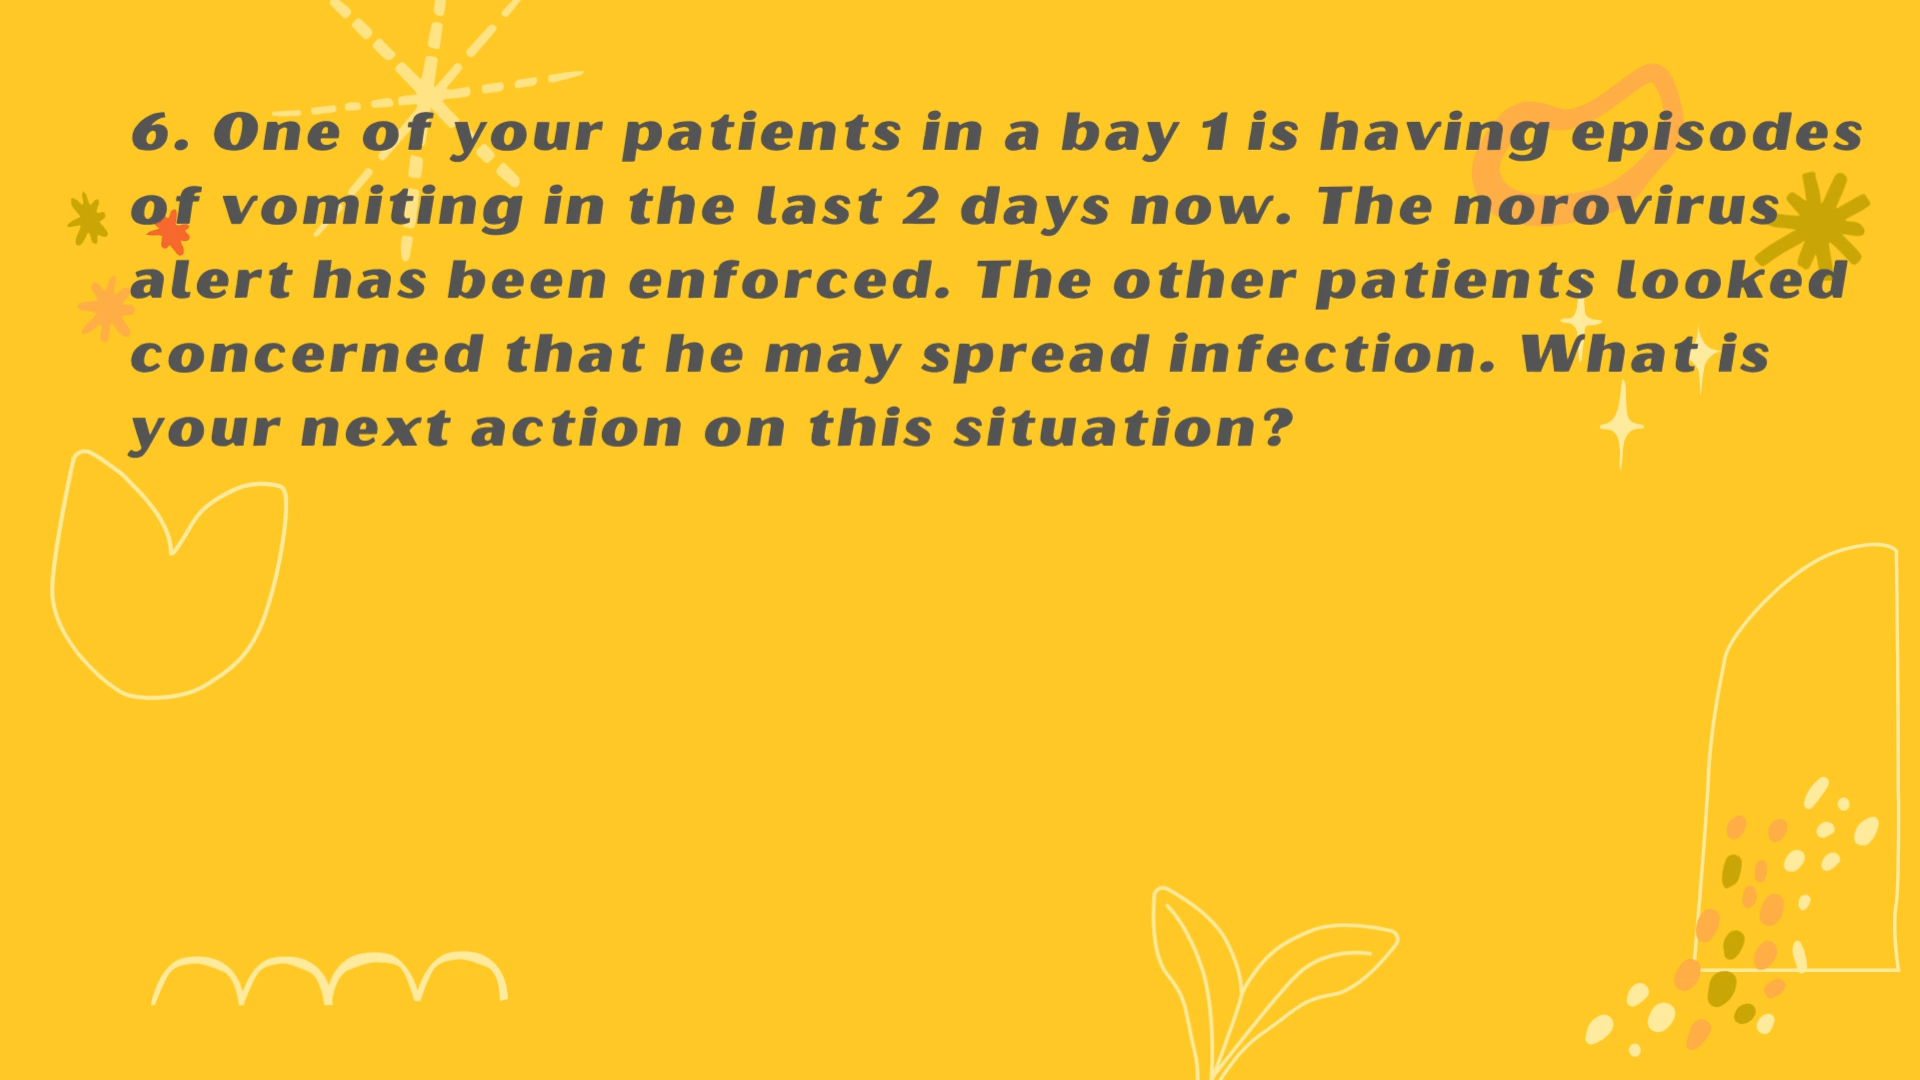 6. One of your patients in a bay 1 is having episodes
of vomiting in the last 2 days now. The norovirus
alert has been enforced. The other patients looked
concerned that he may spread infection. What is
your next action on this situation?